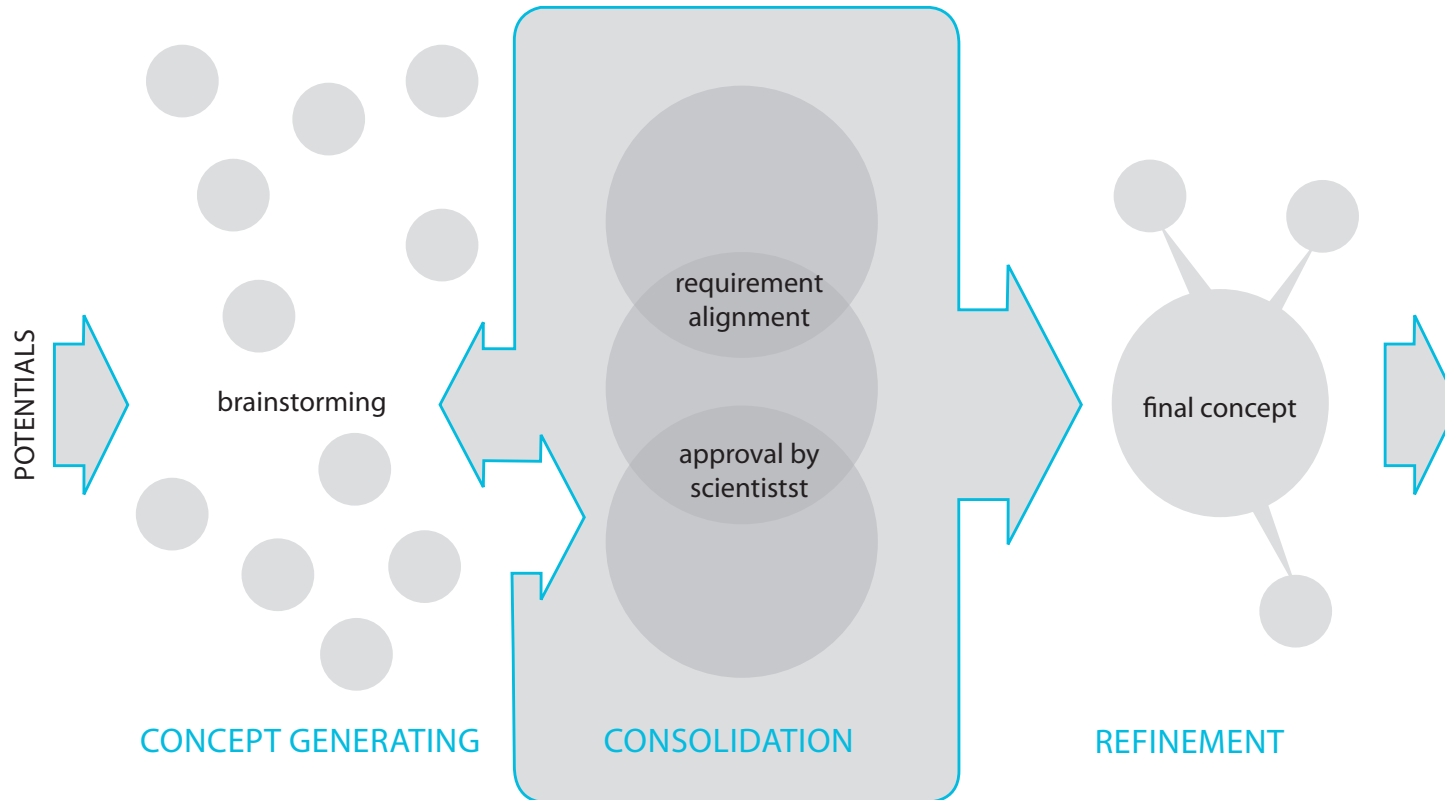 POTENTIALS
brainstorming
requirement
alignment
approval by
scientistst
final concept
CONCEPT GENERATING
CONSOLIDATION
REFINEMENT